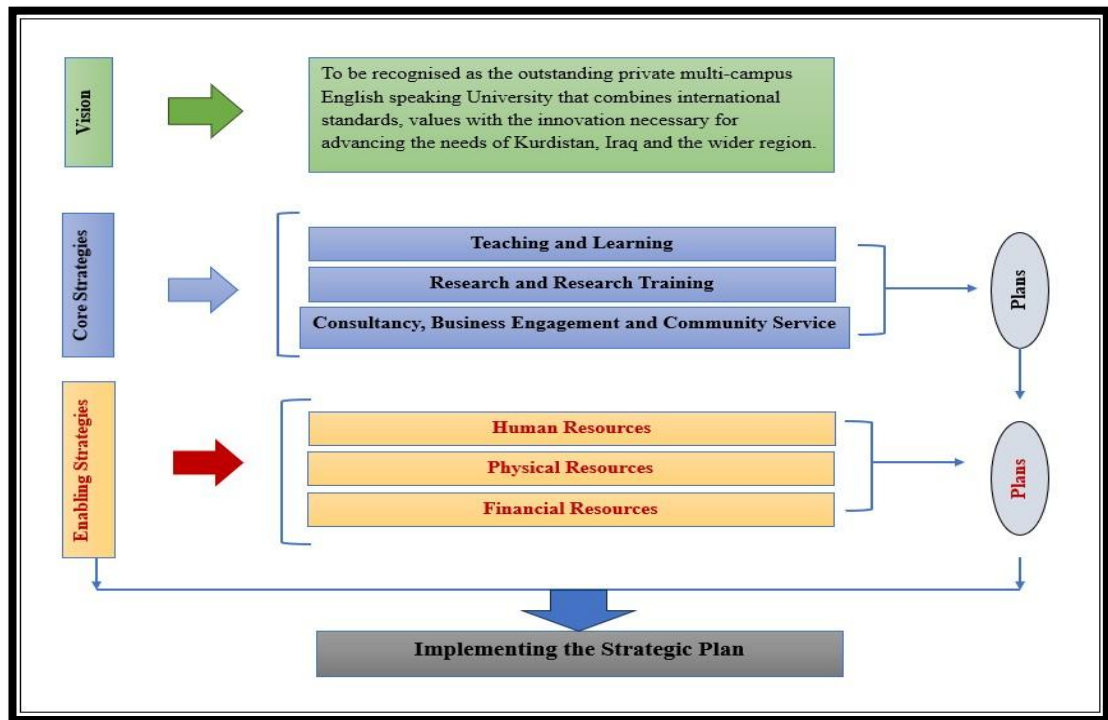 Vision
To be recognised as the outstanding private multi-campus
English speaking University that combines international
standards, values with the innovation necessary for
advancing the needs of Kurdistan, Iraq and the wider region.
Core Strategies
Teaching and Learning
Research and Research Training
Consultancy, Business Engagement and Community Service
Plans
Enabling Strategies
Human Resources
Physical Resources
Financial Resources
Plans
Implementing the Strategic Plan